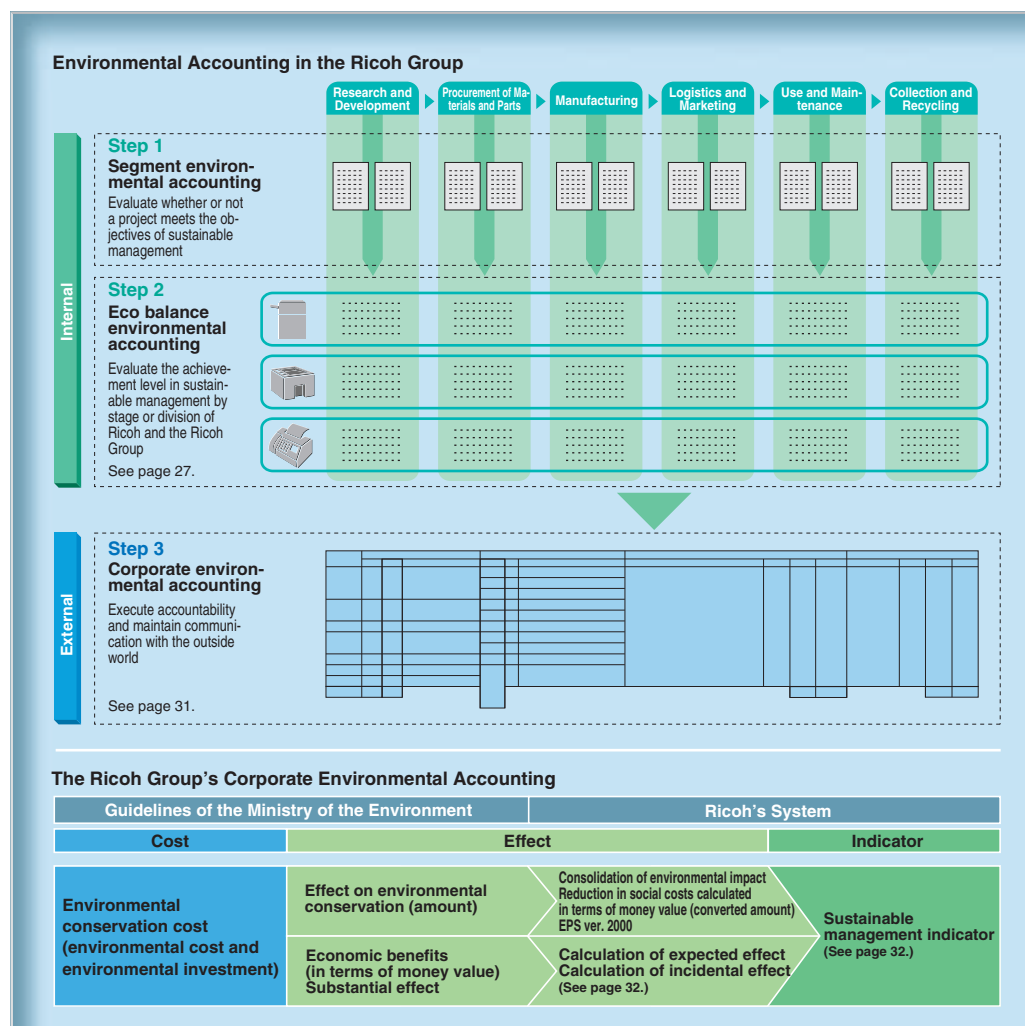 Environmental Accounting in the Ricoh Group
Research and
Development
Procurement of Ma-
terials and Parts
Manufacturing
Logistics and
Marketing
Use and Main-
tenance
Collection and
Recycling
Internal
Step 1
Segment environ-
mental accounting
Evaluate whether or not
a project meets the ob-
jectives of sustainable
management
Step 2
Eco balance
environmental
accounting
Evaluate the achieve-
ment level in sustain-
able management by
stage or division of
Ricoh and the Ricoh
Group
See page 27.
External
Step 3
Corporate environ-
mental accounting
Execute accountability
and maintain communi-
cation with the outside
world
See page 31.
The Ricoh Group's Corporate Environmental Accounting
Guidelines of the Ministry of the Environment
Ricoh's System
Cost
Effect
Indicator
Environmental
conservation cost
(environmental cost and
environmental investment)
Effect on environmental
conservation (amount)
Consolidation of environmental impact
Reduction in social costs calculated
in terms of money value (converted amount)
EPS ver. 2000
Economic benefits
(in terms of money value)
Substantial effect
Calculation of expected effect
Calculation of incidental effect
(See page 32.)
Sustainable
management indicator
(See page 32.)